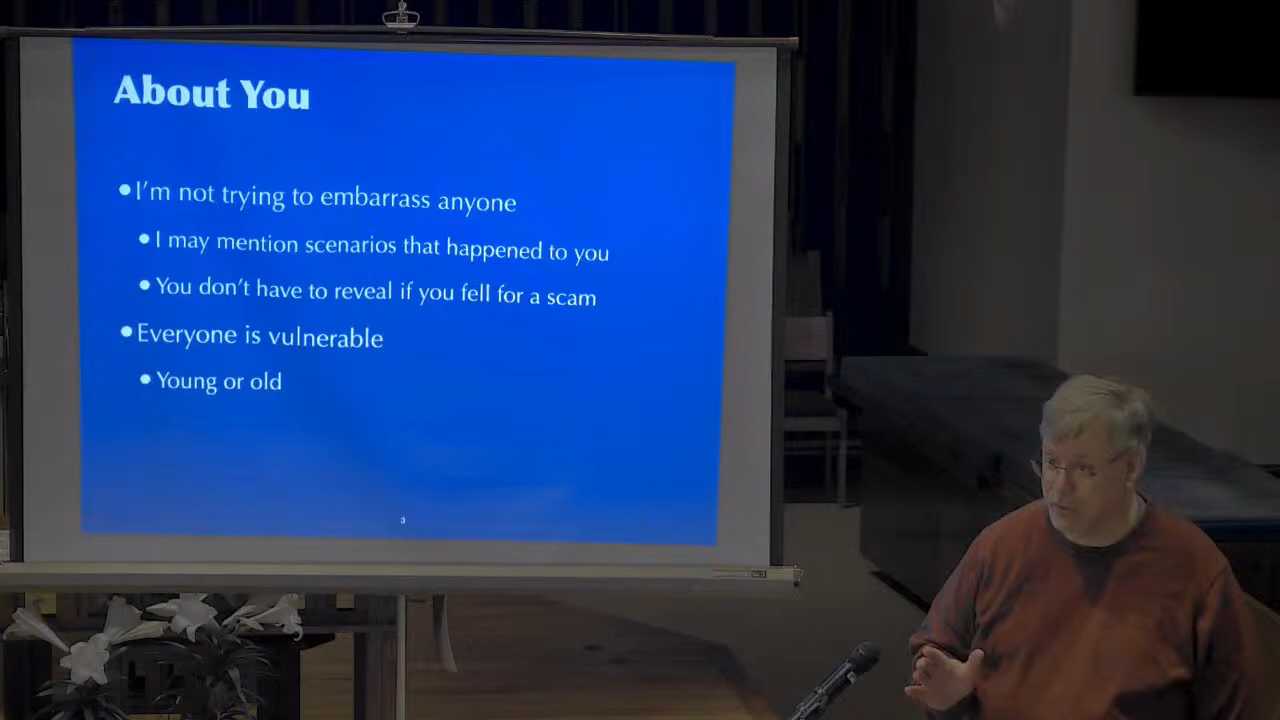 About You
•I'm not trying to embarrass anyone
•I may mention scenarios that happened to you
•You don't have to reveal if you fell for a scam
•Everyone is vulnerable
•Young or old
3